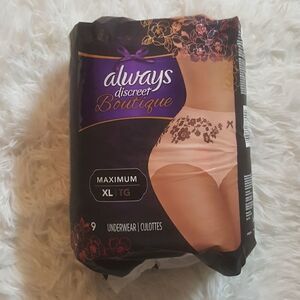 always
discreet
Boutique
MAXIMUM
XL | TG
9 UNDERWEAR | CULOTTES